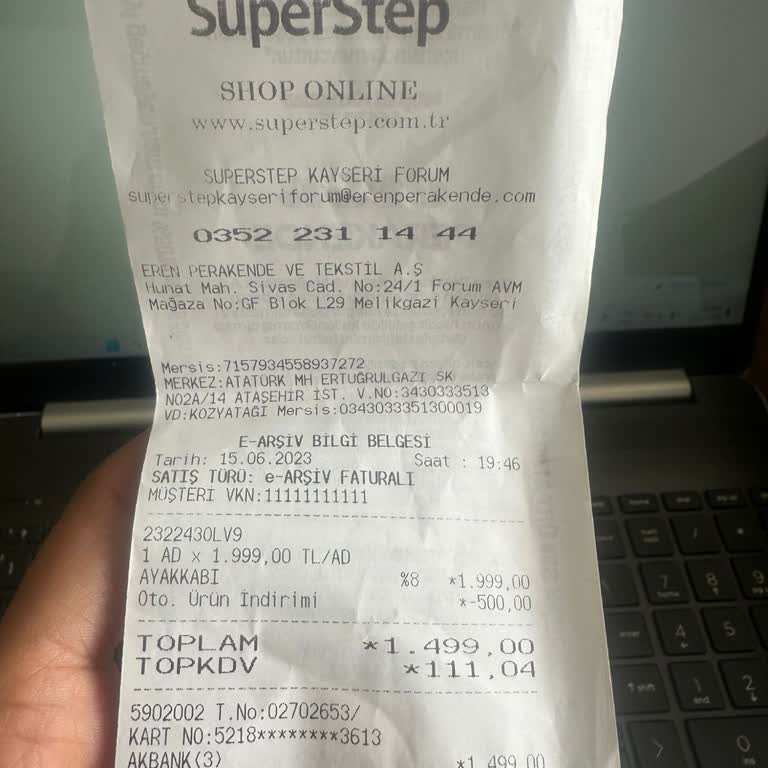 SuperStep
SHOP ONLINE
www.superstep.com.tr
SUPERSTEP KAYSERİ FORUM
superstepkayseriforum@erenperakende.com
0352 231 14 44
EREN PERAKENDE VE TEKSTİL A.Ş
Hunat Mah. Sivas Cad. No:24/1 Forum AVM
Mağaza No:GF Blok L29 Melikgazi Kayseri
Mersis:7157934558937272
MERKEZ:ATATÜRK MH ERTUĞRULGAZI SK
NO2A/14 ATAŞEHİR İST. V.NO:3430333513
VD:KOZYATAĞI Mersis:0343033351300019
E-ARŞİV BİLGİ BELGESİ
Tarih: 15.06.2023 Saat : 19:46
SATIŞ TÜRÜ: e-ARŞİV FATURALI
MÜŞTERİ VKN:11111111111
2322430LV9
1 AD x 1.999,00 TL/AD
AYAKKABI %8 *1.999,00
Oto. Ürün İndirimi *-500,00
TOPLAM *1.499,00
TOPKDV *111,04
5902002 T.No:02702653/
KART NO:5218********3613
AKBANK(3) *1.499,00